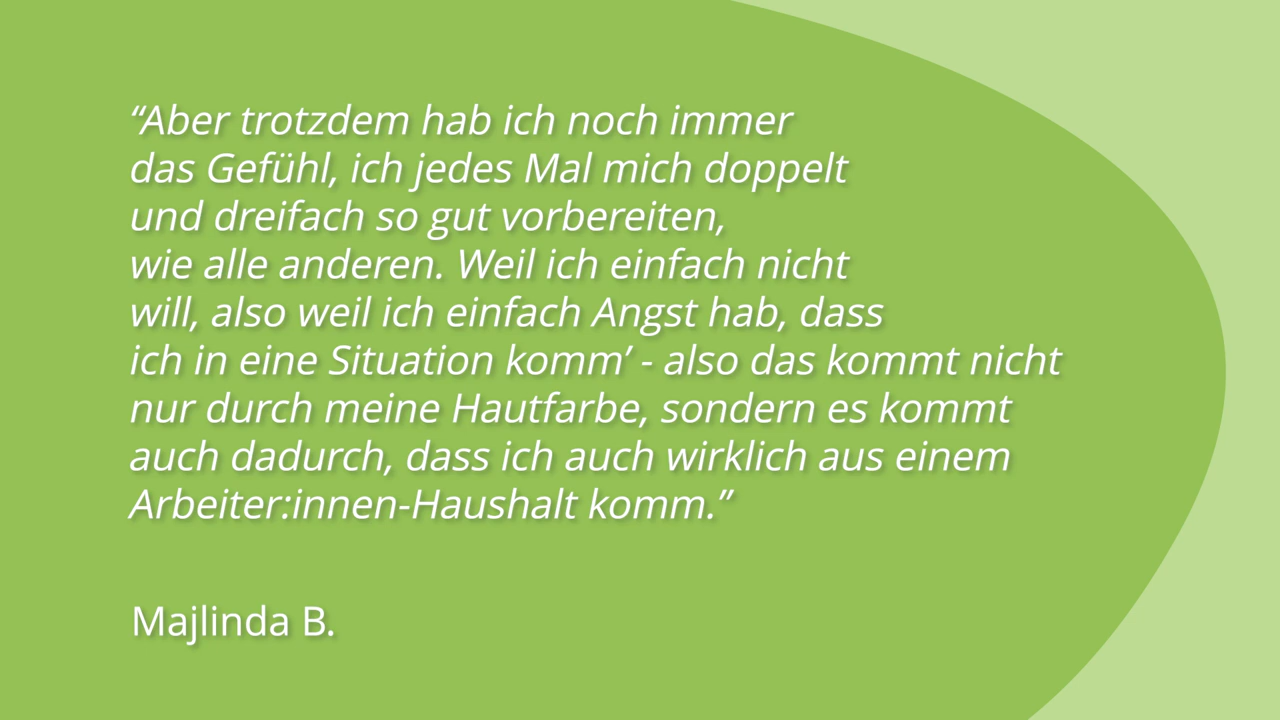 “Aber trotzdem hab ich noch immer
das Gefühl, ich jedes Mal mich doppelt
und dreifach so gut vorbereiten,
wie alle anderen. Weil ich einfach nicht
will, also weil ich einfach Angst hab, dass
ich in eine Situation komm’ - also das kommt nicht
nur durch meine Hautfarbe, sondern es kommt
auch dadurch, dass ich auch wirklich aus einem
Arbeiter:innen-Haushalt komm.”
Majlinda B.